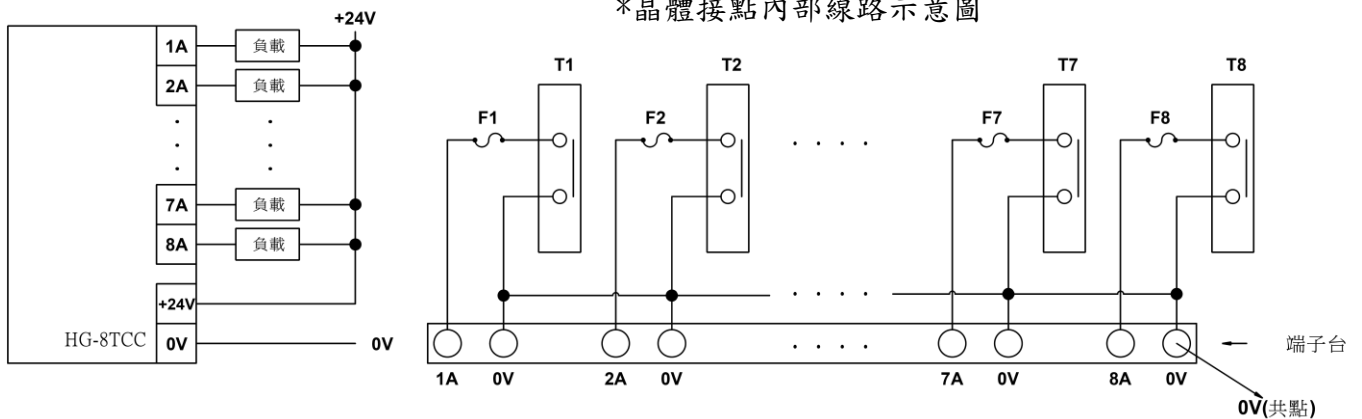 *晶體接點內部線路示意圖
+24V
1A 負載
2A 負載
7A 負載
8A 負載
+24V
HG-8TCC 0V 0V
T1 T2 T7 T8
F1 F2 F7 F8
端子台
1A 0V 2A 0V 7A 0V 8A 0V
0V(共點)